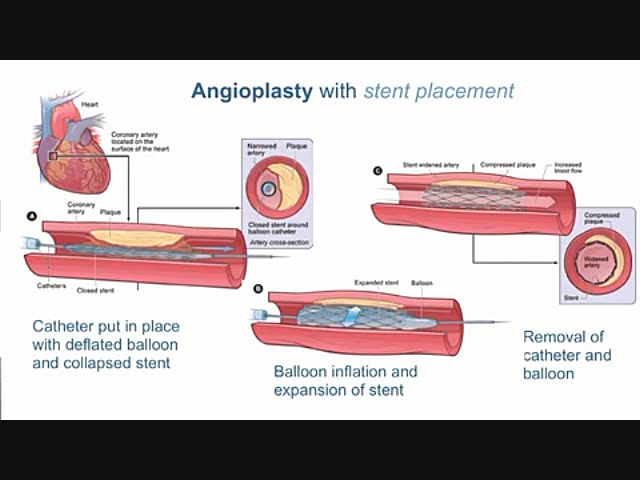 Angioplasty with stent placement
Heart
Coronary artery
located on the
surface of the heart
Narrowed
artery
Plaque
Closed stent around
balloon catheter
Artery cross-section
A
Coronary
artery
Plaque
Catheters
Closed stent
Catheter put in place
with deflated balloon
and collapsed stent
B
Expanded stent
Balloon
Balloon inflation and
expansion of stent
C
Stent widened artery
Compressed plaque
Increased
blood flow
Compressed
plaque
Widened
artery
Stent
Removal of
catheter and
balloon